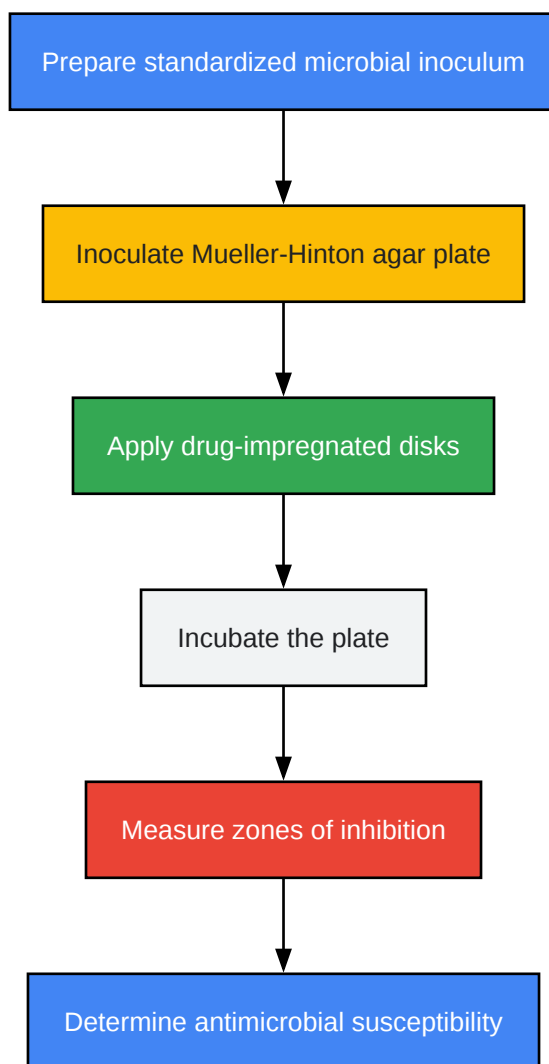 Prepare standardized microbial inoculum
Inoculate Mueller-Hinton agar plate
Apply drug-impregnated disks
Incubate the plate
Measure zones of inhibition
Determine antimicrobial susceptibility